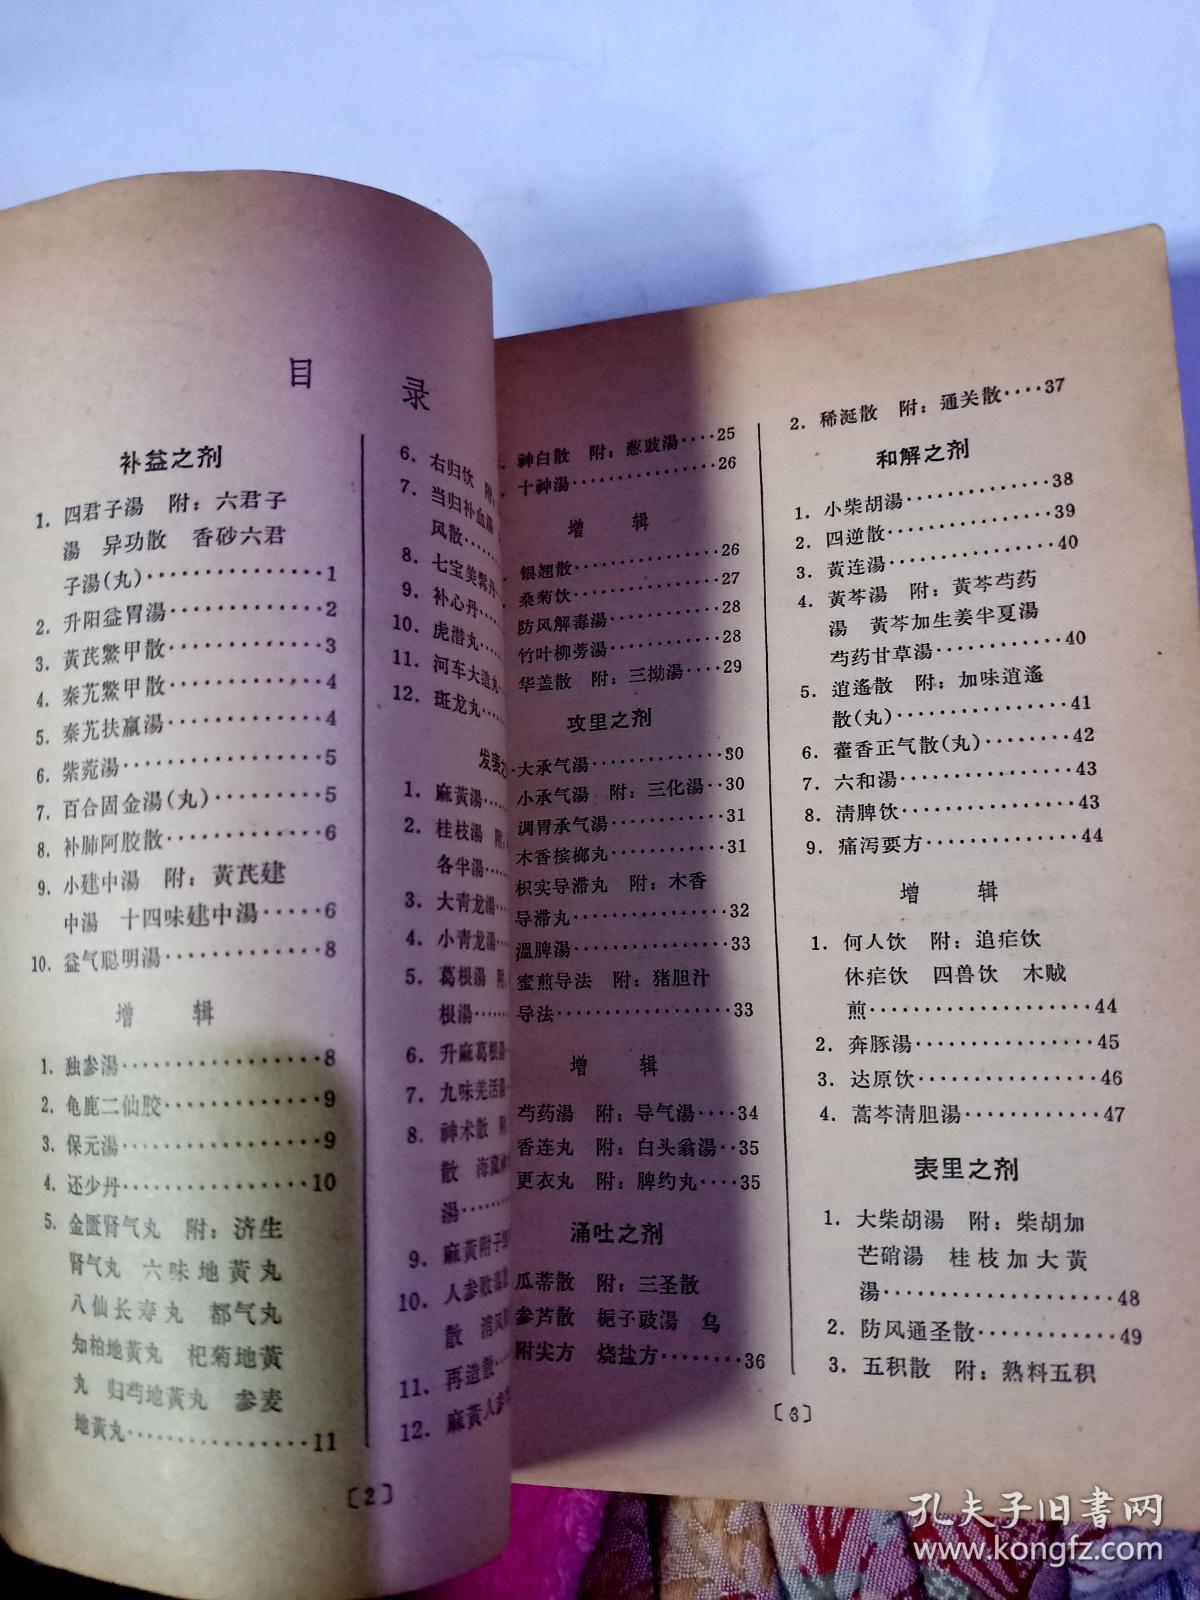 目 录
补益之剂
1. 四君子湯 附：六君子
湯 异功散 香砂六君
子湯(丸)··············1
2. 升阳益胃湯············2
3. 黃芪鱉甲散············3
4. 秦艽鱉甲散············4
5. 秦艽扶羸湯············4
6. 紫菀湯··············5
7. 百合固金湯(丸)·········5
8. 补肺阿胶散············6
9. 小建中湯 附：黃芪建
中湯 十四味建中湯·····6
10. 益气聪明湯············8
增 辑
1. 独参湯··············8
2. 龟鹿二仙胶············9
3. 保元湯··············9
4. 还少丹··············10
5. 金匱肾气丸 附：济生
肾气丸 六味地黃丸
八仙长寿丸 都气丸
知柏地黃丸 杞菊地黃
丸 归芍地黃丸 参麦
地黃丸··············11
6. 右归饮
7. 当归补血湯
风散······
8. 七宝美髯丹
9. 补心丹····
10. 虎潜丸····
11. 河车大造丸
12. 斑龙丸····
发表之
1. 麻黃湯····
2. 桂枝湯
各半湯····
3. 大青龙湯··
4. 小青龙湯··
5. 葛根湯
根湯······
6. 升麻葛根湯
7. 九味羌活湯
8. 神术散
散 海藏
湯······
9. 麻黃附子
10. 人参败毒散
散 消风
11. 再造散···
12. 麻黃人参
〔2〕
神白散 附：葱豉湯····25
十神湯··············26
增 辑
银翘散··············26
桑菊饮··············27
防风解毒湯············28
竹叶柳蒡湯············28
华盖散 附：三拗湯····29
攻里之剂
大承气湯··············30
小承气湯 附：三化湯··30
调胃承气湯············31
木香槟榔丸············31
枳实导滞丸 附：木香
导滞丸··············32
溫脾湯··············33
蜜煎导法 附：猪胆汁
导法··············33
增 辑
芍药湯 附：导气湯····34
香连丸 附：白头翁湯··35
更衣丸 附：脾约丸····35
涌吐之剂
瓜蒂散 附：三圣散
参芦散 梔子豉湯 乌
附尖方 烧盐方········36
2. 稀涎散 附：通关散····37
和解之剂
1. 小柴胡湯··············38
2. 四逆散··············39
3. 黃连湯··············40
4. 黃芩湯 附：黃芩芍药
湯 黃芩加生姜半夏湯
芍药甘草湯············40
5. 逍遙散 附：加味逍遙
散(丸)··············41
6. 藿香正气散(丸)········42
7. 六和湯··············43
8. 清脾饮··············43
9. 痛泻要方············44
增 辑
1. 何人饮 附：追疟饮
休疟饮 四兽饮 木贼
煎··················44
2. 奔豚湯··············45
3. 达原饮··············46
4. 蒿芩清胆湯············47
表里之剂
1. 大柴胡湯 附：柴胡加
芒硝湯 桂枝加大黃
湯··················48
2. 防风通圣散············49
3. 五积散 附：熟料五积
〔3〕
孔夫子旧书网
www.kongfz.com